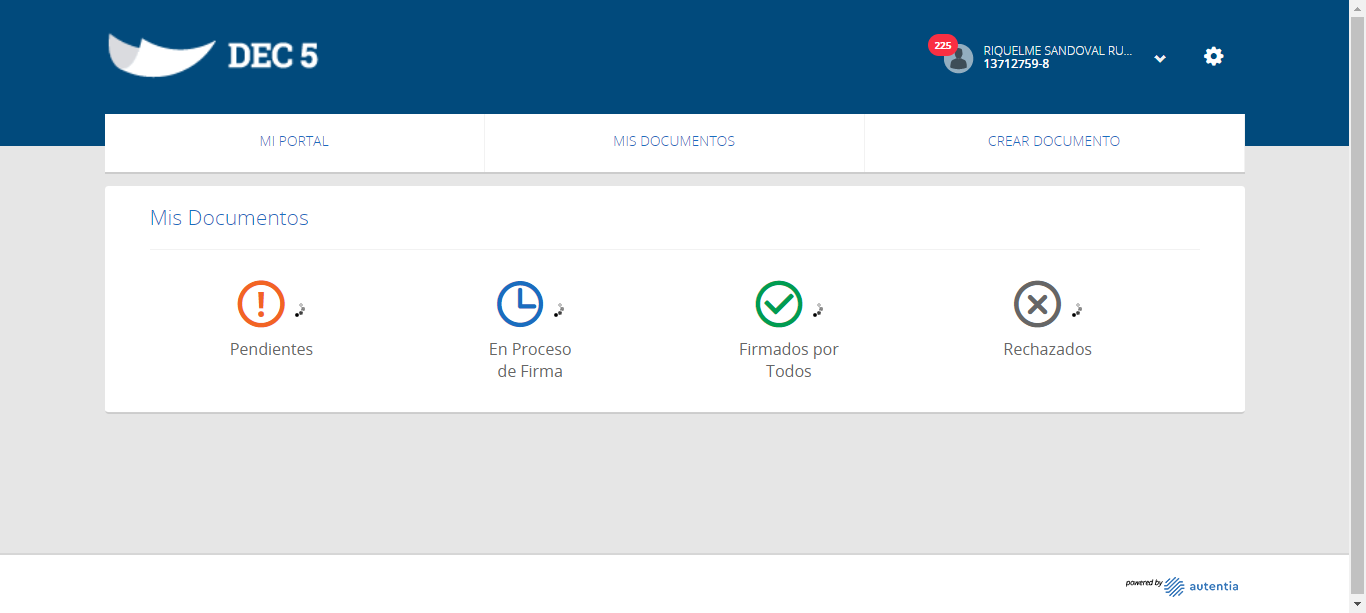 DEC 5
225
RIQUELME SANDOVAL RU...
13712759-8
MI PORTAL
MIS DOCUMENTOS
CREAR DOCUMENTO
Mis Documentos
Pendientes
En Proceso
de Firma
Firmados por
Todos
Rechazados
powered by autentia